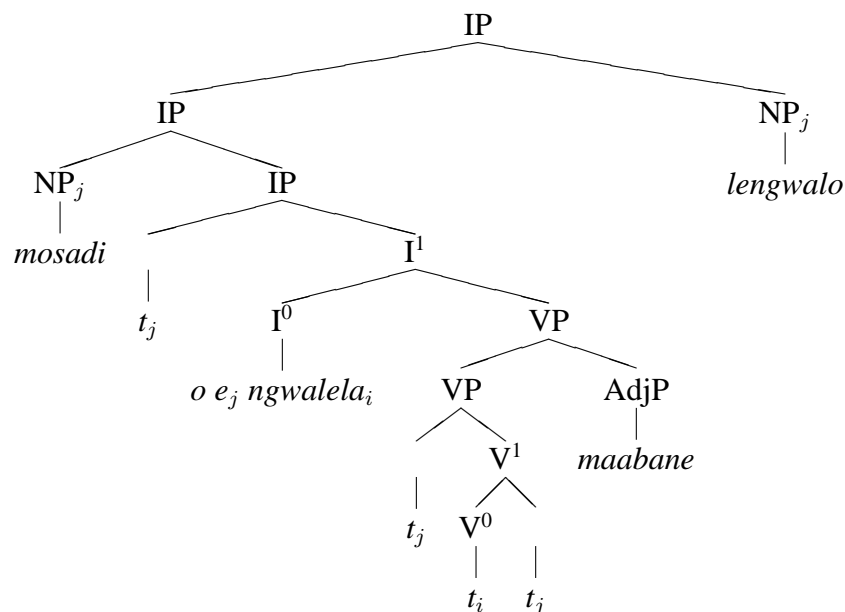 IP
IP NPⱼ
NPⱼ IP lengwalo
mosadi I¹
tⱼ I⁰ VP
o eⱼ ngwalelaᵢ VP AdjP
V¹ maabane
tⱼ V⁰
tᵢ tⱼ